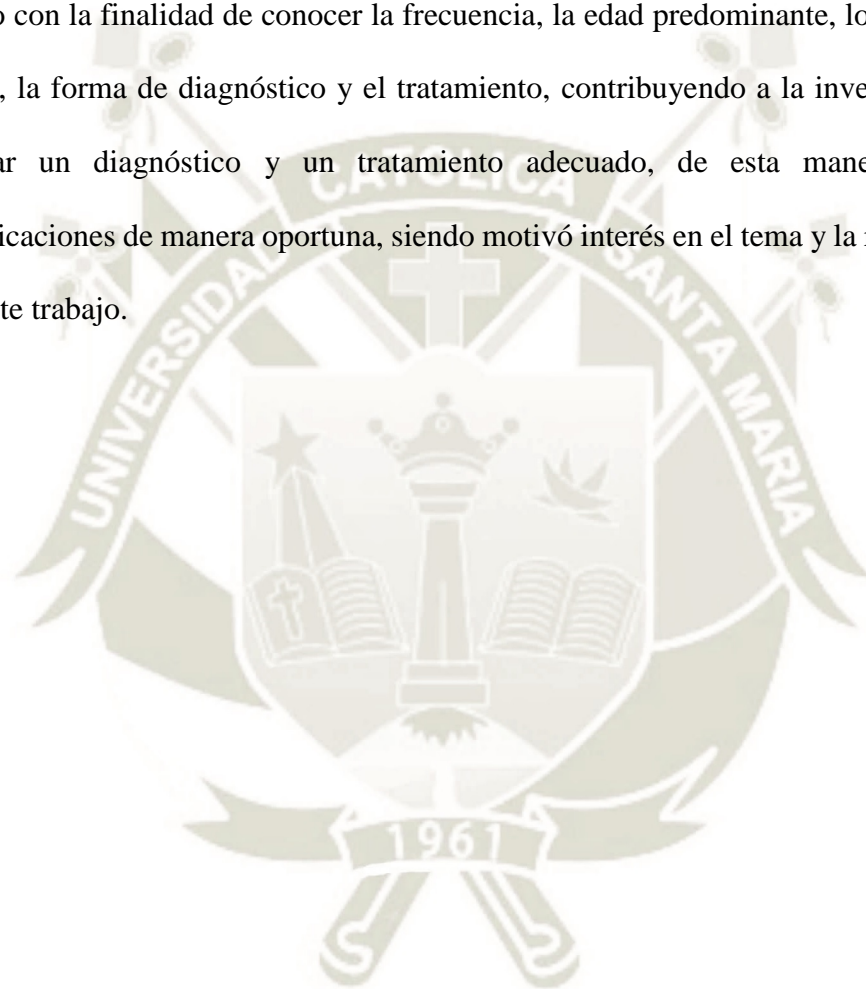 o con la finalidad de conocer la frecuencia, la edad predominante, lo
, la forma de diagnóstico y el tratamiento, contribuyendo a la inve
ar un diagnóstico y un tratamiento adecuado, de esta mane
icaciones de manera oportuna, siendo motivó interés en el tema y la
te trabajo.
UNIVERSIDAD CATOLICA SANTA MARIA
1961